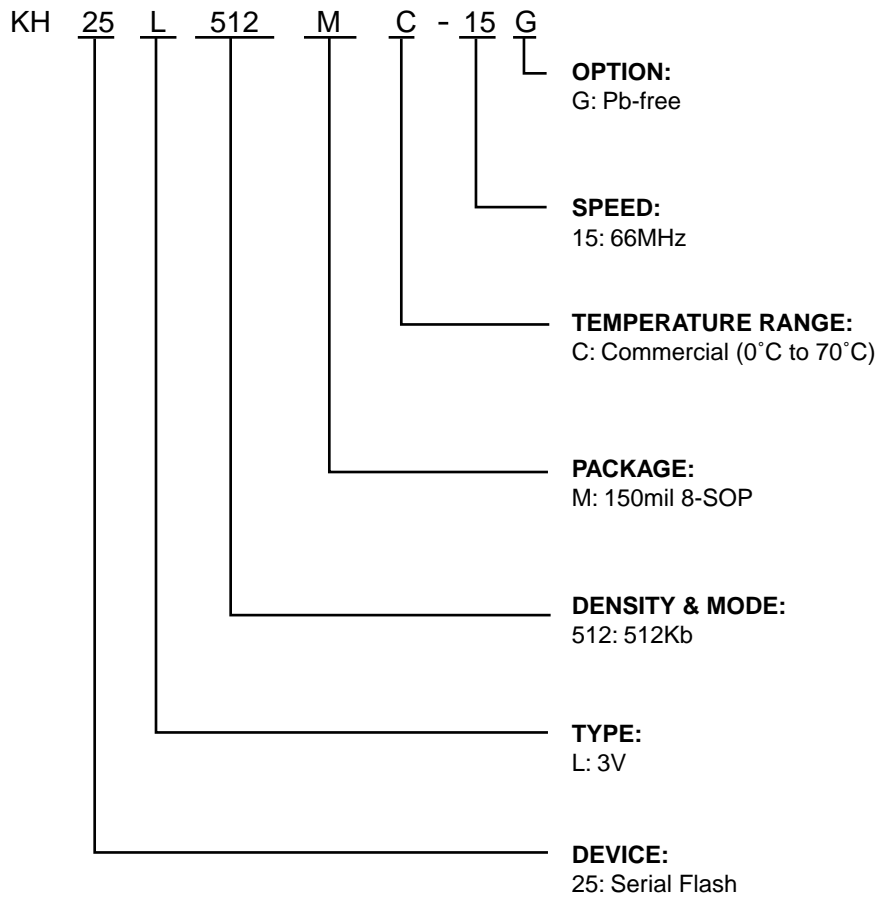 KH 25 L 512 M C - 15 G
OPTION:
G: Pb-free
SPEED:
15: 66MHz
TEMPERATURE RANGE:
C: Commercial (0˚C to 70˚C)
PACKAGE:
M: 150mil 8-SOP
DENSITY & MODE:
512: 512Kb
TYPE:
L: 3V
DEVICE:
25: Serial Flash